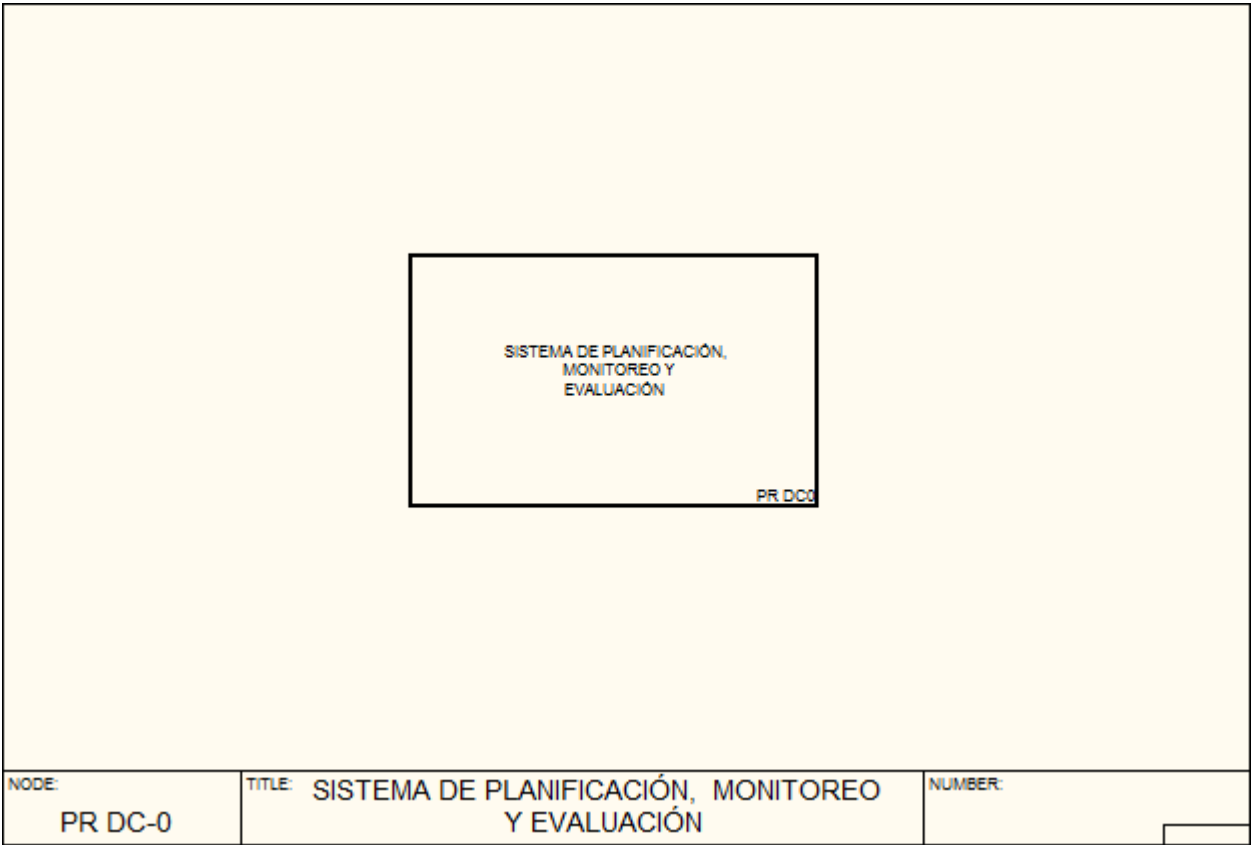 SISTEMA DE PLANIFICACIÓN,
MONITOREO Y
EVALUACIÓN
PR DC0
NODE:
PR DC-0
TITLE: SISTEMA DE PLANIFICACIÓN, MONITOREO
Y EVALUACIÓN
NUMBER: